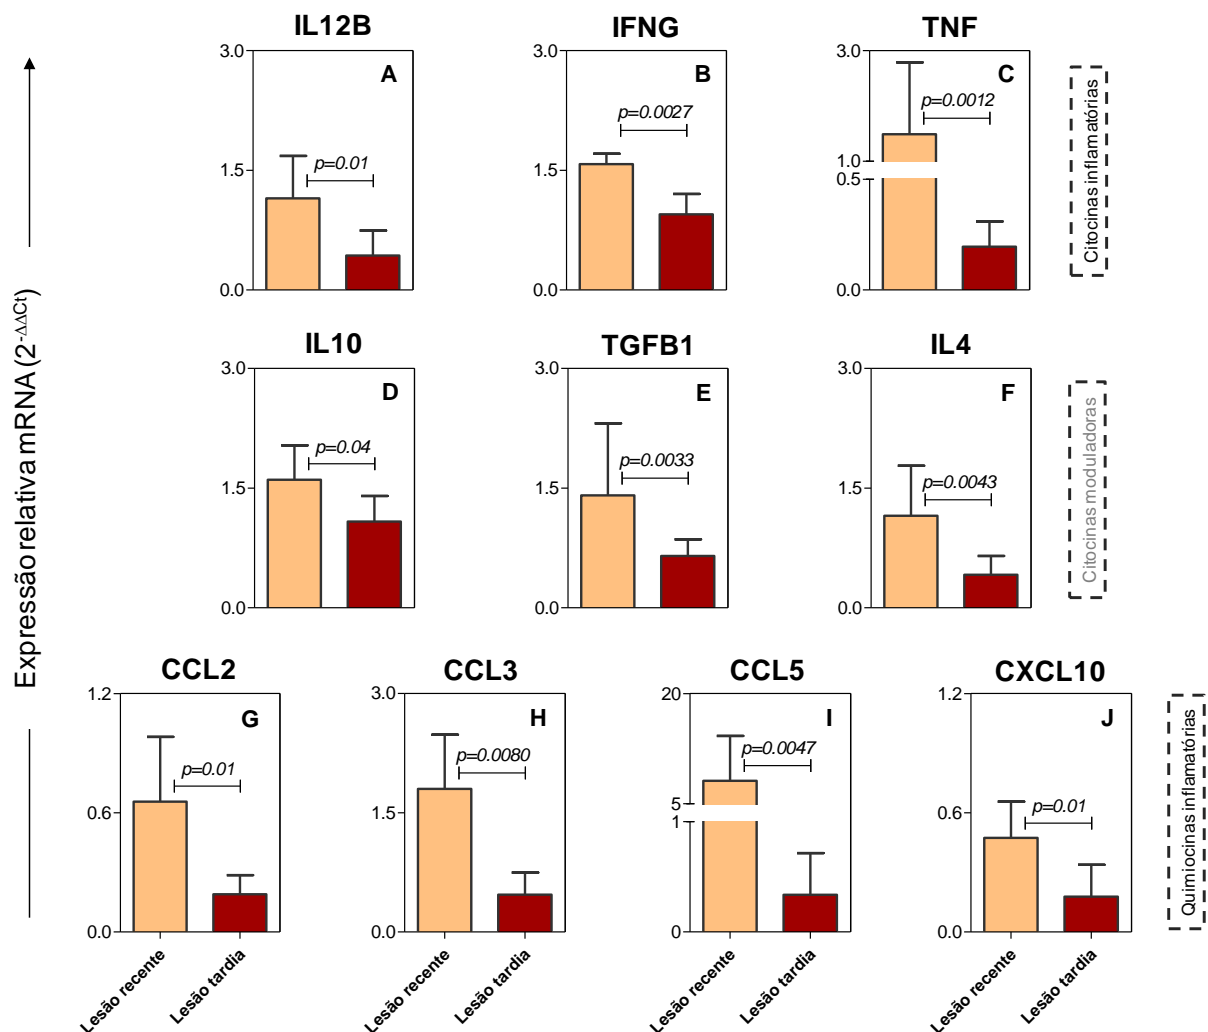 Expressão relativa mRNA (2-ΔΔCt)
IL12B
3.0
1.5
0.0
A
p=0.01
IFNG
3.0
1.5
0.0
B
p=0.0027
TNF
3.0
1.0
0.5
0.0
C
p=0.0012
Citocinas inflamatórias
IL10
3.0
1.5
0.0
D
p=0.04
TGFB1
3.0
1.5
0.0
E
p=0.0033
IL4
3.0
1.5
0.0
F
p=0.0043
Citocinas moduladoras
CCL2
1.2
0.6
0.0
G
p=0.01
Lesão recente
Lesão tardia
CCL3
3.0
1.5
0.0
H
p=0.0080
Lesão recente
Lesão tardia
CCL5
20
5
1
0
I
p=0.0047
Lesão recente
Lesão tardia
CXCL10
1.2
0.6
0.0
J
p=0.01
Lesão recente
Lesão tardia
Quimiocinas inflamatórias